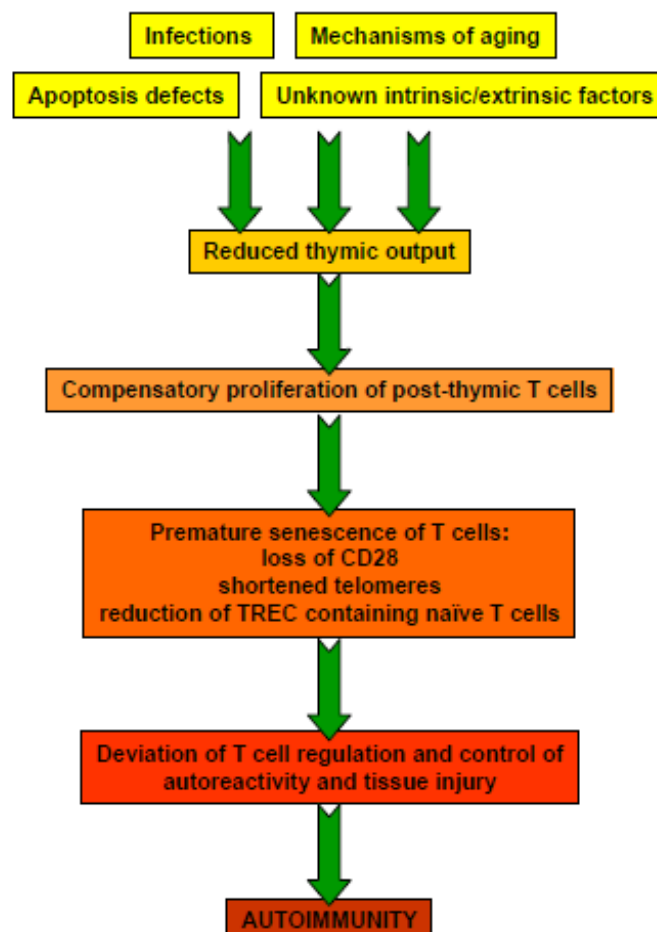 Infections
Mechanisms of aging
Apoptosis defects
Unknown intrinsic/extrinsic factors
Reduced thymic output
Compensatory proliferation of post-thymic T cells
Premature senescence of T cells:
loss of CD28
shortened telomeres
reduction of TREC containing naïve T cells
Deviation of T cell regulation and control of
autoreactivity and tissue injury
AUTOIMMUNITY